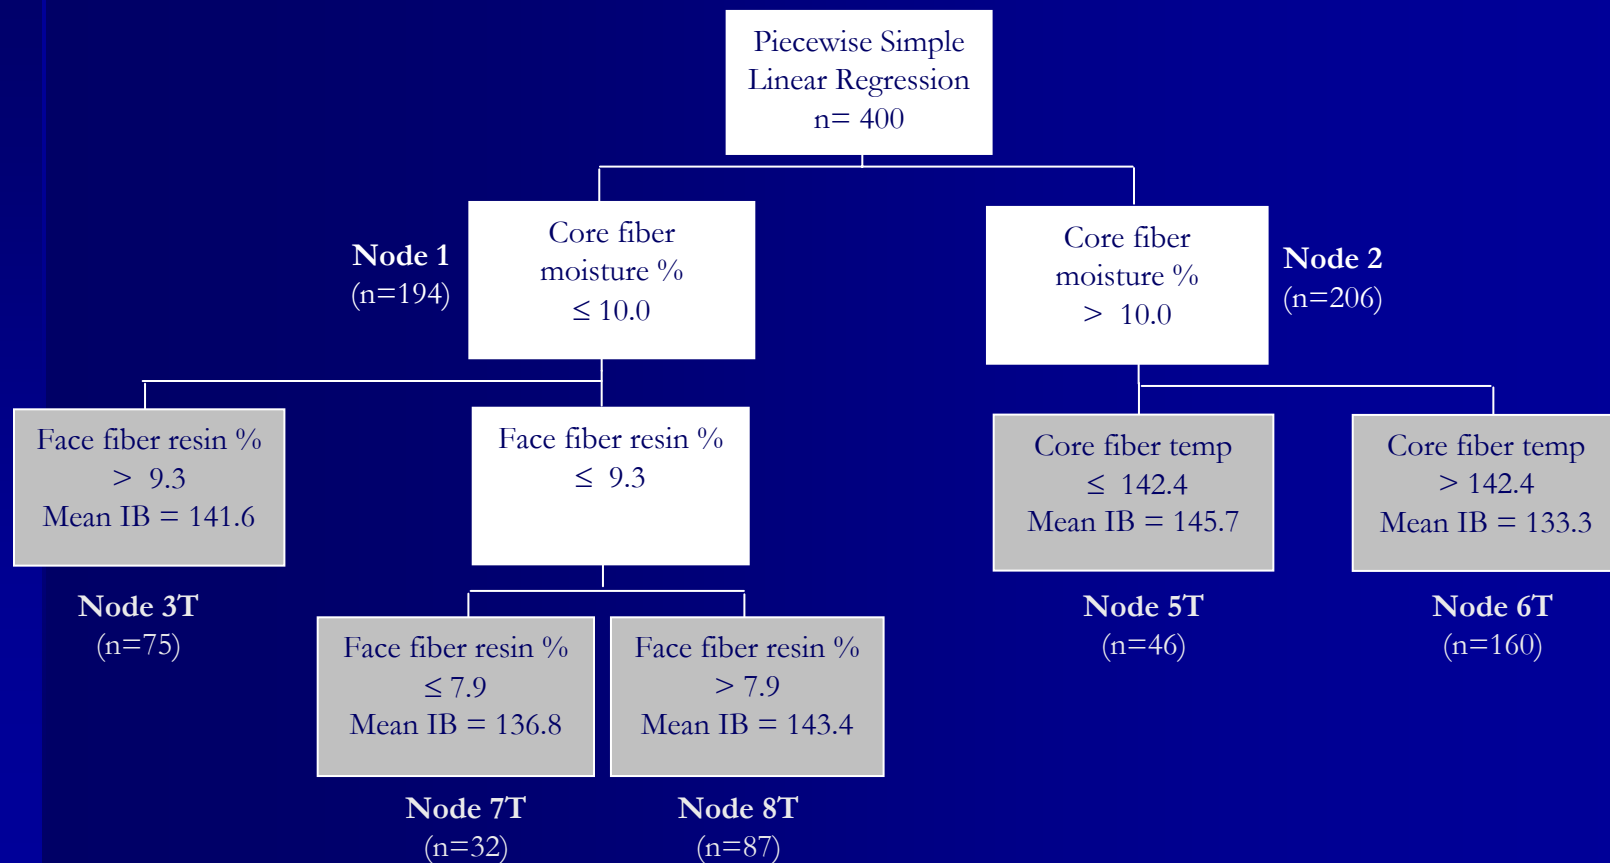 Piecewise Simple
Linear Regression
n= 400
Node 1
(n=194)
Core fiber
moisture %
≤ 10.0
Core fiber
moisture %
> 10.0
Node 2
(n=206)
Face fiber resin %
> 9.3
Mean IB = 141.6
Face fiber resin %
≤ 9.3
Core fiber temp
≤ 142.4
Mean IB = 145.7
Core fiber temp
> 142.4
Mean IB = 133.3
Node 3T
(n=75)
Node 5T
(n=46)
Node 6T
(n=160)
Face fiber resin %
≤ 7.9
Mean IB = 136.8
Face fiber resin %
> 7.9
Mean IB = 143.4
Node 7T
(n=32)
Node 8T
(n=87)